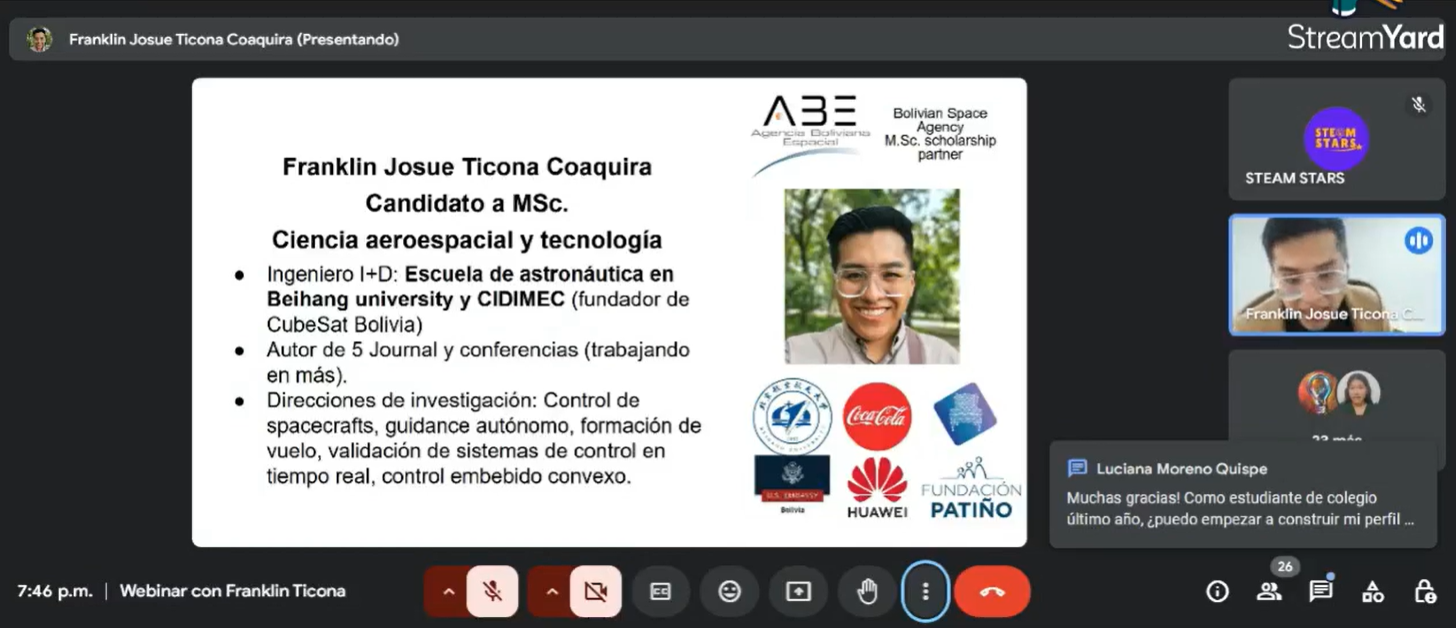 Franklin Josue Ticona Coaquira (Presentando)
StreamYard
Franklin Josue Ticona Coaquira
Candidato a MSc.
Ciencia aeroespacial y tecnología
● Ingeniero I+D: Escuela de astronáutica en
Beihang university y CIDIMEC (fundador de
CubeSat Bolivia)
● Autor de 5 Journal y conferencias (trabajando
en más).
● Direcciones de investigación: Control de
spacecrafts, guidance autónomo, formación de
vuelo, validación de sistemas de control en
tiempo real, control embebido convexo.
ABE
Agencia Boliviana
Espacial
Bolivian Space
Agency
M.Sc. scholarship
partner
Coca-Cola
U.S. EMBASSY
Bolivia
HUAWEI
FUNDACIÓN
PATIÑO
STEAM
STARS
STEAM STARS
Franklin Josue Ticona C...
23 más
Luciana Moreno Quispe
Muchas gracias! Como estudiante de colegio
último año, ¿puedo empezar a construir mi perfil ...
7:46 p.m. | Webinar con Franklin Ticona
CC
26